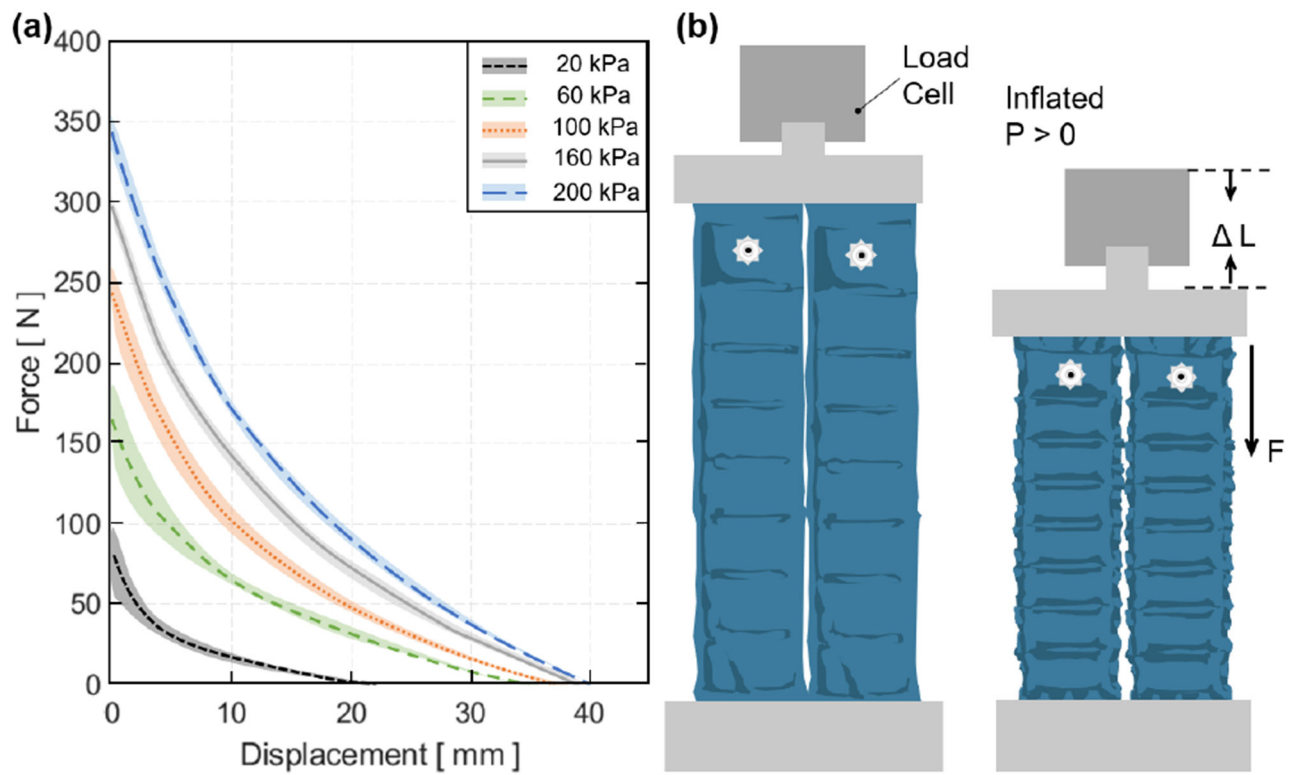 (a)
400
350
300
250
200
150
100
50
0
Force [ N ]
0
10
20
30
40
Displacement [ mm ]
20 kPa
60 kPa
100 kPa
160 kPa
200 kPa
(b)
Load
Cell
Inflated
P > 0
Δ L
F